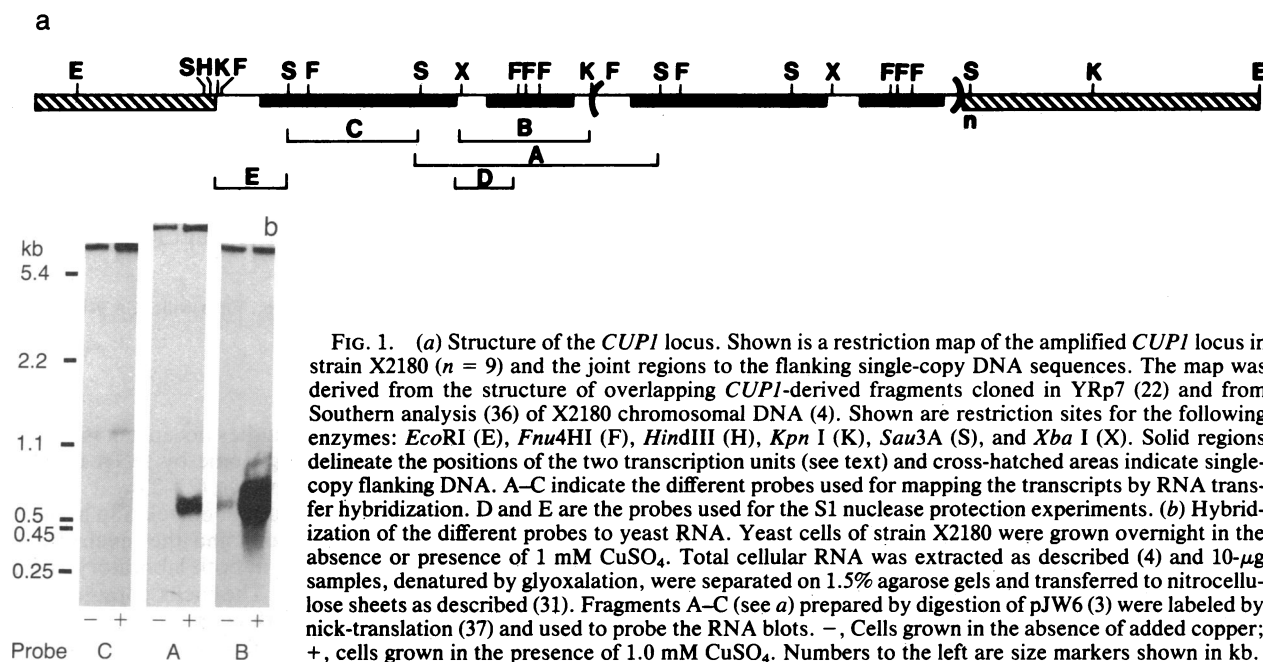 a
E SHKF S F S X FFF K F S F S X FFF S K E
n
C B
A
E D
b
kb
5.4
2.2
1.1
0.5
0.45
0.25
− + − + − +
Probe C A B
FIG. 1. (a) Structure of the CUP1 locus. Shown is a restriction map of the amplified CUP1 locus in
strain X2180 (n = 9) and the joint regions to the flanking single-copy DNA sequences. The map was
derived from the structure of overlapping CUP1-derived fragments cloned in YRp7 (22) and from
Southern analysis (36) of X2180 chromosomal DNA (4). Shown are restriction sites for the following
enzymes: EcoRI (E), Fnu4HI (F), HindIII (H), Kpn I (K), Sau3A (S), and Xba I (X). Solid regions
delineate the positions of the two transcription units (see text) and cross-hatched areas indicate single-
copy flanking DNA. A–C indicate the different probes used for mapping the transcripts by RNA trans-
fer hybridization. D and E are the probes used for the S1 nuclease protection experiments. (b) Hybrid-
ization of the different probes to yeast RNA. Yeast cells of strain X2180 were grown overnight in the
absence or presence of 1 mM CuSO₄. Total cellular RNA was extracted as described (4) and 10-μg
samples, denatured by glyoxalation, were separated on 1.5% agarose gels and transferred to nitrocellu-
lose sheets as described (31). Fragments A–C (see a) prepared by digestion of pJW6 (3) were labeled by
nick-translation (37) and used to probe the RNA blots. −, Cells grown in the absence of added copper;
+, cells grown in the presence of 1.0 mM CuSO₄. Numbers to the left are size markers shown in kb.